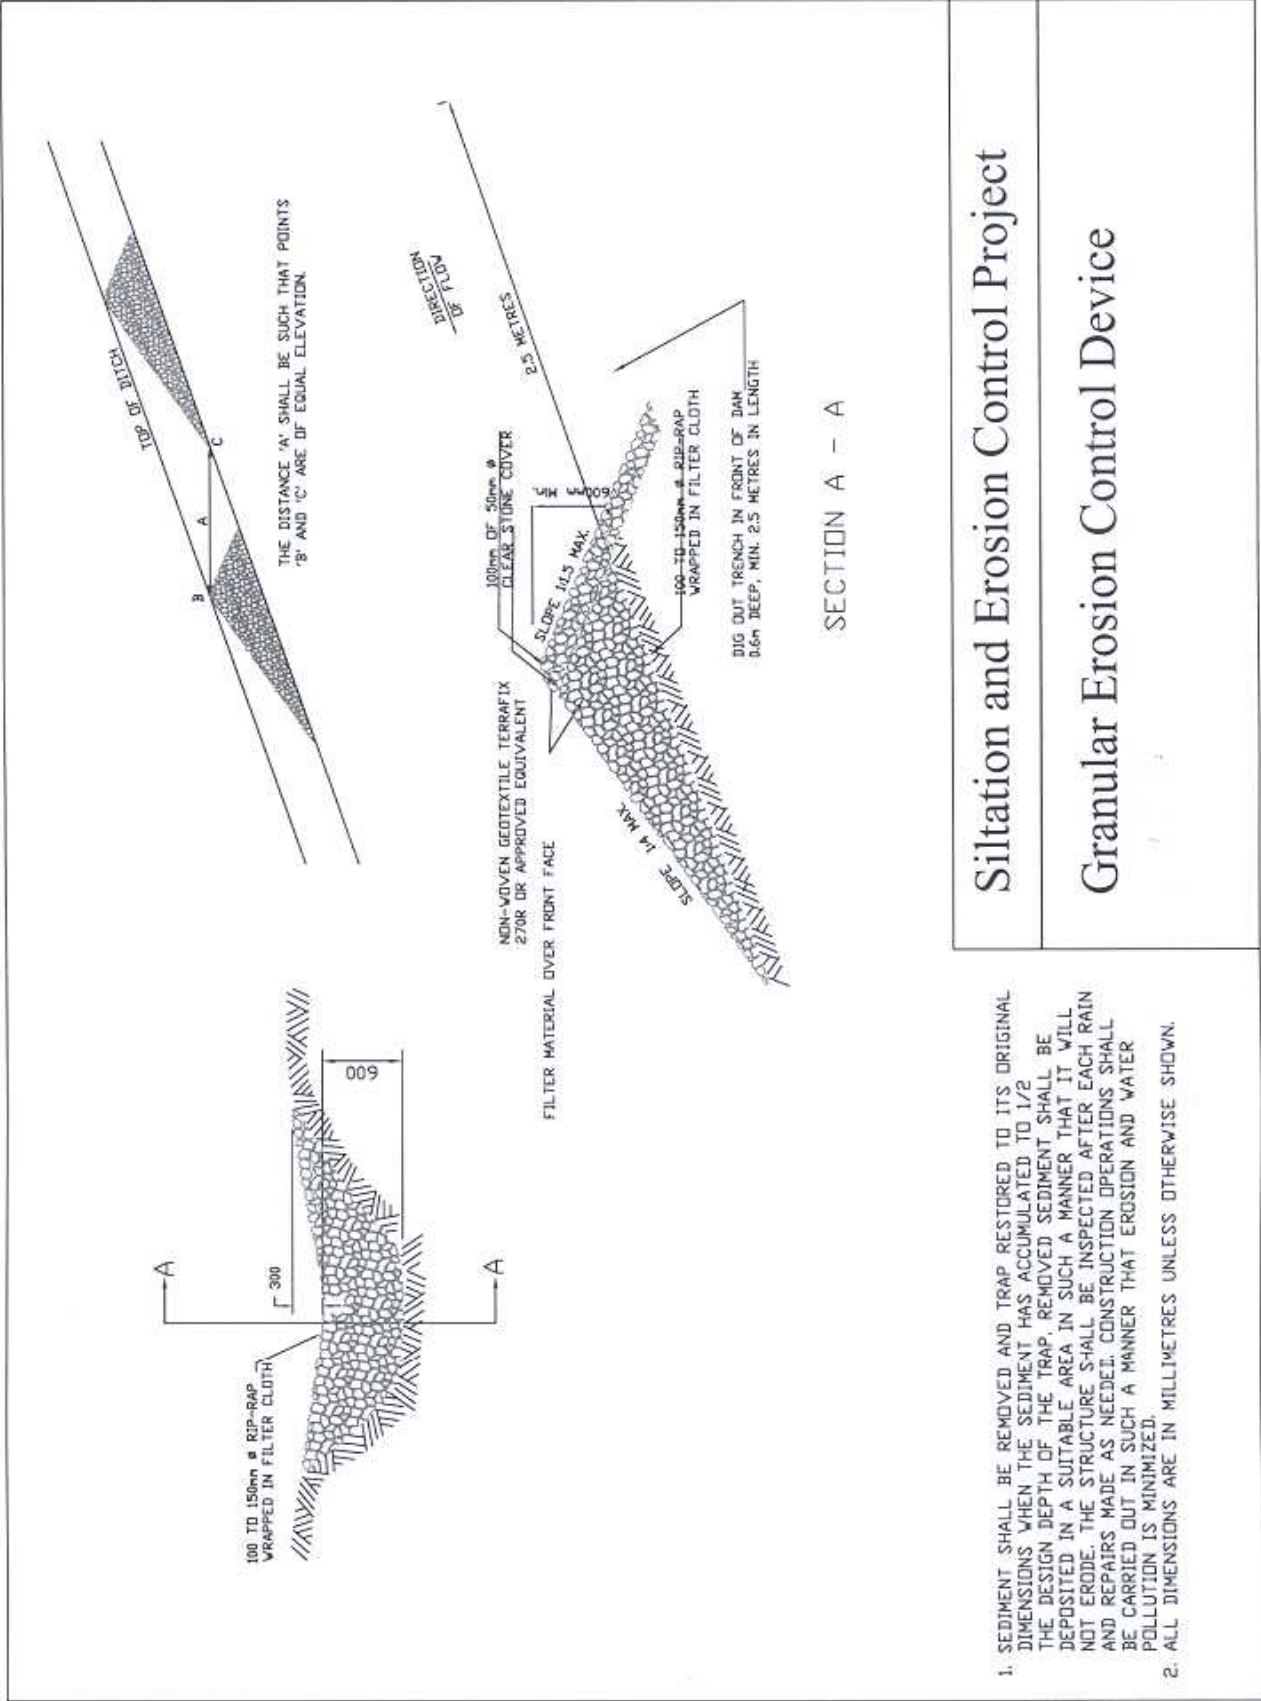 100 TO 150mm ø RIP-RAP
WRAPPED IN FILTER CLOTH
A
A
300
600
TOP OF DITCH
B
A
C
THE DISTANCE 'A' SHALL BE SUCH THAT POINTS
'B' AND 'C' ARE OF EQUAL ELEVATION.
NON-WOVEN GEOTEXTILE TERRAFIX
270R OR APPROVED EQUIVALENT
FILTER MATERIAL OVER FRONT FACE
100mm OF 50mm ø
CLEAR STONE COVER
SLOPE 1:1.5 MAX.
600mm Min.
SLOPE 1:4 MAX.
DIRECTION
OF FLOW
2.5 METRES
100 TO 150mm ø RIP-RAP
WRAPPED IN FILTER CLOTH
DIG OUT TRENCH IN FRONT OF DAM
0.6m DEEP, MIN. 2.5 METRES IN LENGTH
SECTION A - A
1. SEDIMENT SHALL BE REMOVED AND TRAP RESTORED TO ITS ORIGINAL
DIMENSIONS WHEN THE SEDIMENT HAS ACCUMULATED TO 1/2
THE DESIGN DEPTH OF THE TRAP. REMOVED SEDIMENT SHALL BE
DEPOSITED IN A SUITABLE AREA IN SUCH A MANNER THAT IT WILL
NOT ERODE. THE STRUCTURE SHALL BE INSPECTED AFTER EACH RAIN
AND REPAIRS MADE AS NEEDED. CONSTRUCTION OPERATIONS SHALL
BE CARRIED OUT IN SUCH A MANNER THAT EROSION AND WATER
POLLUTION IS MINIMIZED.
2. ALL DIMENSIONS ARE IN MILLIMETRES UNLESS OTHERWISE SHOWN.
Siltation and Erosion Control Project
Granular Erosion Control Device